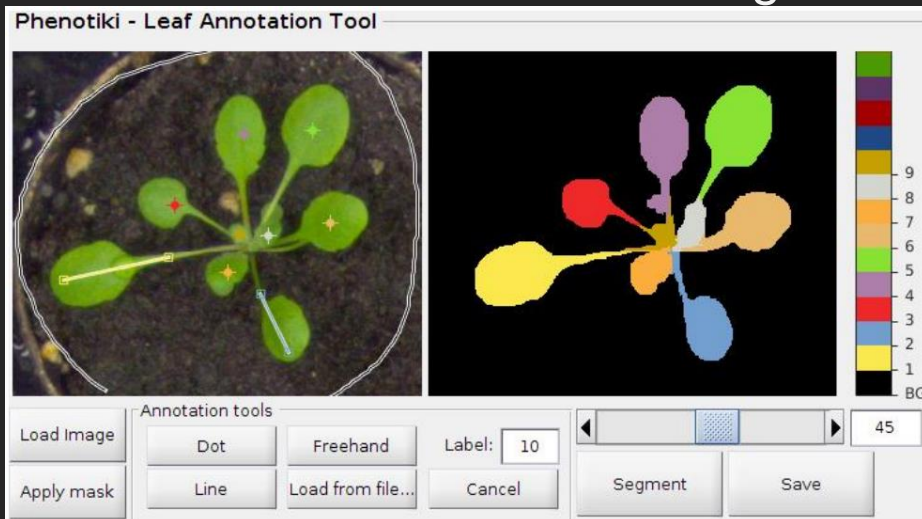 Phenotiki - Leaf Annotation Tool
9
8
7
6
5
4
3
2
1
BG
Load Image
Apply mask
Annotation tools
Dot
Freehand
Label: 10
Line
Load from file...
Cancel
45
Segment
Save